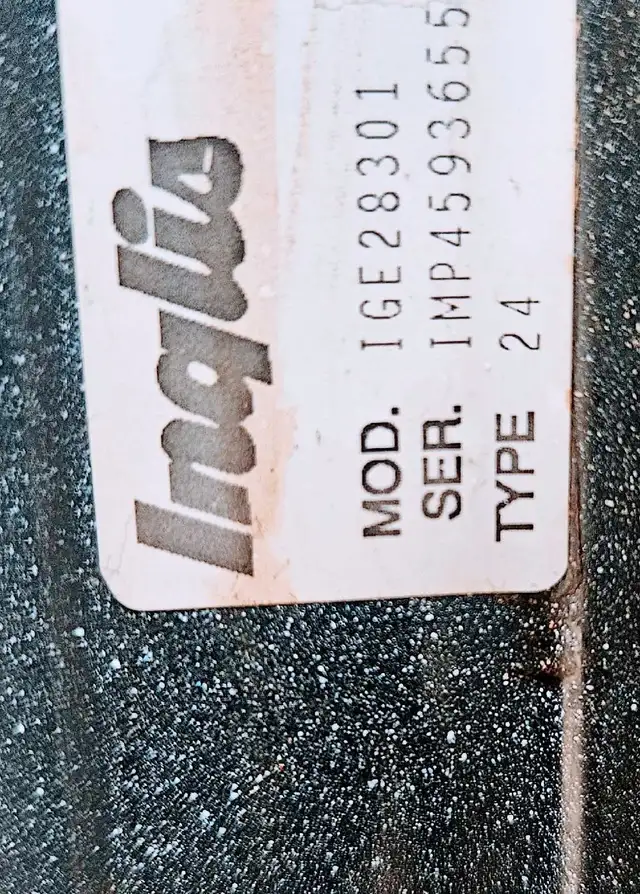 Inglis
MOD. IGE28301
SER. IMP4593655
TYPE 24